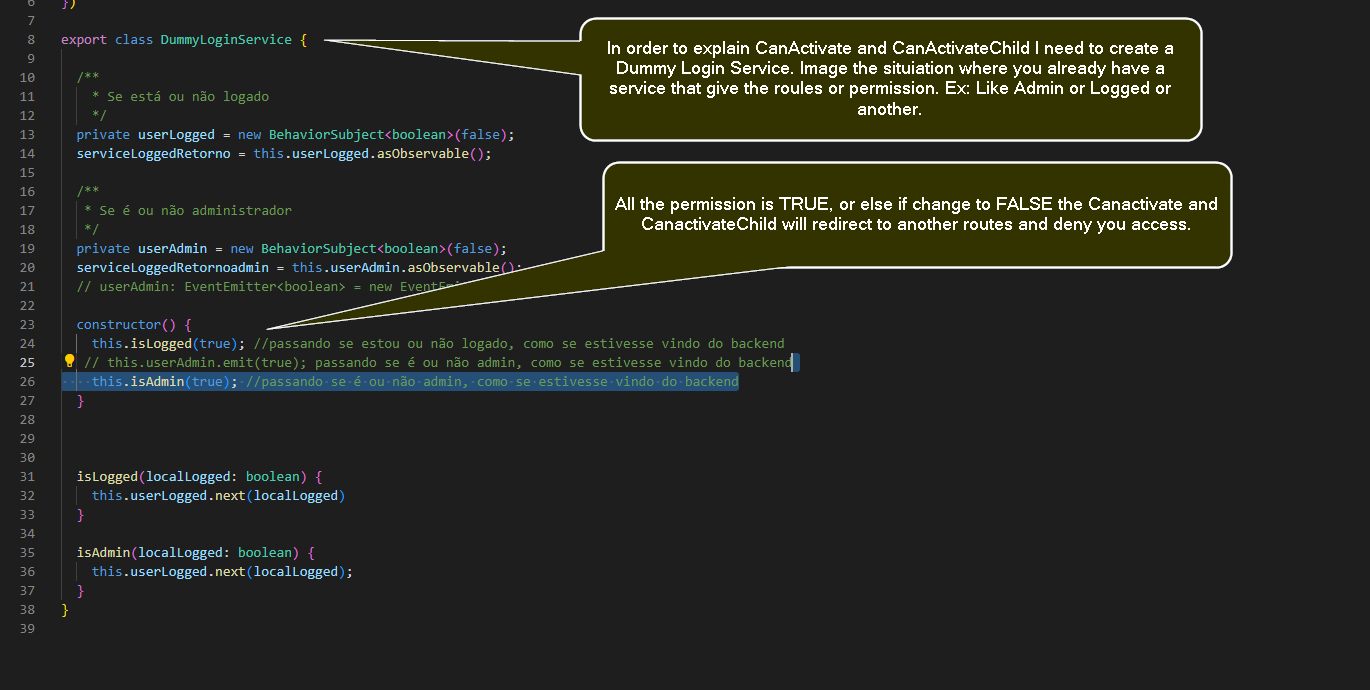 6 })
7
8 export class DummyLoginService {
9
10 /**
11 * Se está ou não logado
12 */
13 private userLogged = new BehaviorSubject<boolean>(false);
14 serviceLoggedRetorno = this.userLogged.asObservable();
15
16 /**
17 * Se é ou não administrador
18 */
19 private userAdmin = new BehaviorSubject<boolean>(false);
20 serviceLoggedRetornoadmin = this.userAdmin.asObservable();
21 // userAdmin: EventEmitter<boolean> = new
22
23 constructor() {
24 this.isLogged(true); //passando se estou ou não logado, como se estivesse vindo do backend
25 // this.userAdmin.emit(true); passando se é ou não admin, como se estivesse vindo do backend
26 this.isAdmin(true); //passando se é ou não admin, como se estivesse vindo do backend
27 }
28
29
30
31 isLogged(localLogged: boolean) {
32 this.userLogged.next(localLogged)
33 }
34
35 isAdmin(localLogged: boolean) {
36 this.userLogged.next(localLogged);
37 }
38 }
39
In order to explain CanActivate and CanActivateChild I need to create a
Dummy Login Service. Image the situiation where you already have a
service that give the roules or permission. Ex: Like Admin or Logged or
another.
All the permission is TRUE, or else if change to FALSE the Canactivate and
CanactivateChild will redirect to another routes and deny you access.